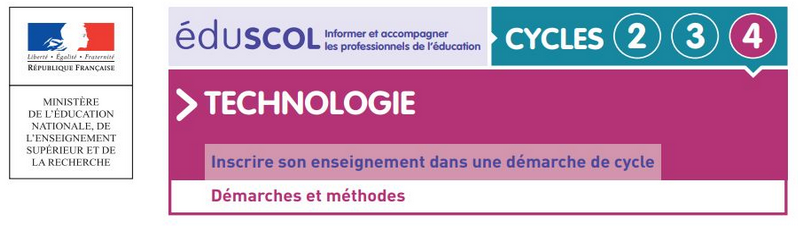 Liberté • Égalité • Fraternité
RÉPUBLIQUE FRANÇAISE
MINISTÈRE
DE L'ÉDUCATION
NATIONALE, DE
L'ENSEIGNEMENT
SUPÉRIEUR ET DE
LA RECHERCHE
éduSCOL Informer et accompagner
les professionnels de l'éducation
CYCLES 2 3 4
TECHNOLOGIE
Inscrire son enseignement dans une démarche de cycle
Démarches et méthodes